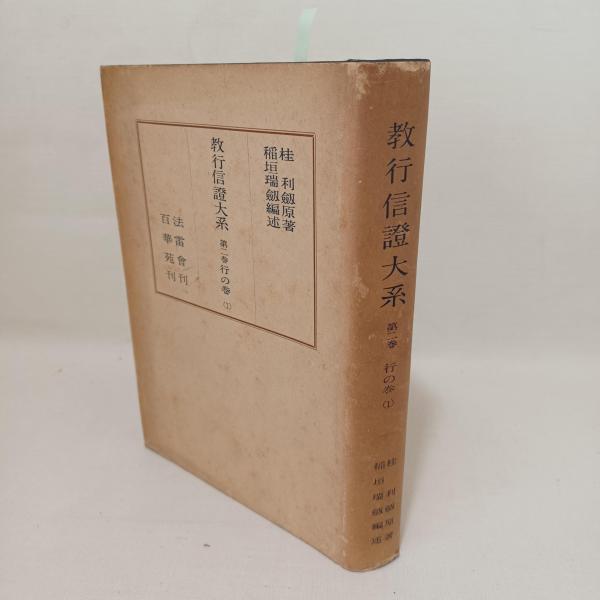 桂利劔原著
稲垣瑞劔編述
教行信證大系 第二巻 行の巻 (1)
法雷會刊
百華苑刊
教行信證大系 第二巻 行の巻 (1)
桂利劔原著
稲垣瑞劔編述